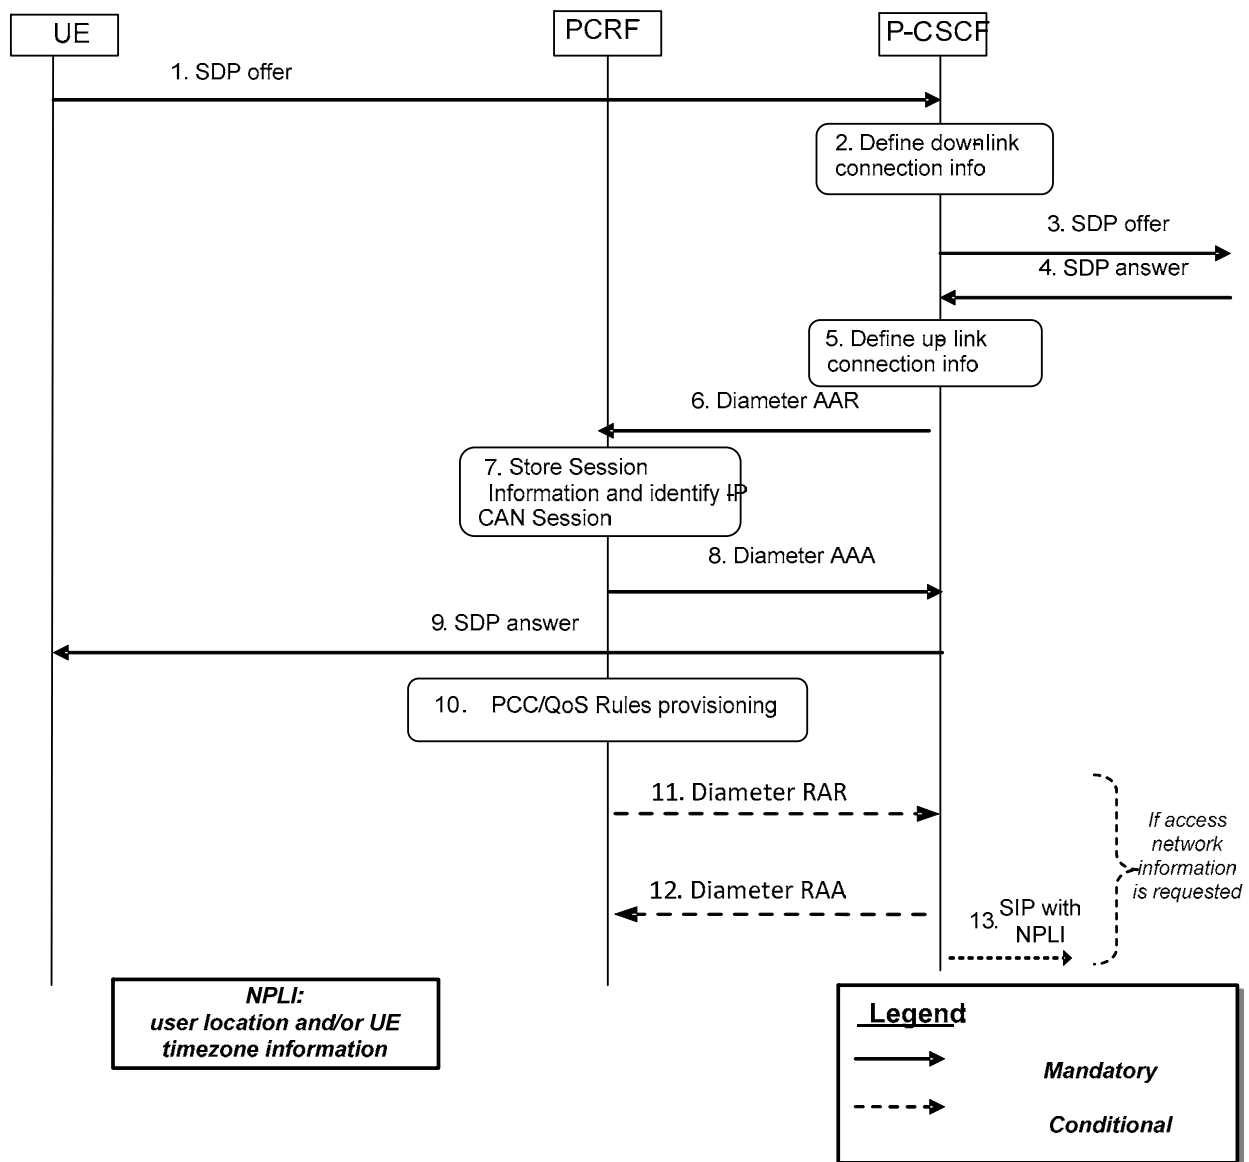 UE
PCRF
P-CSCF
1. SDP offer
2. Define downlink
connection info
3. SDP offer
4. SDP answer
5. Define up link
connection info
6. Diameter AAR
7. Store Session
Information and identify IP-
CAN Session
8. Diameter AAA
9. SDP answer
10. PCC/QoS Rules provisioning
11. Diameter RAR
12. Diameter RAA
13. SIP with
NPLI
If access
network
information
is requested
NPLI:
user location and/or UE
timezone information
Legend
Mandatory
Conditional